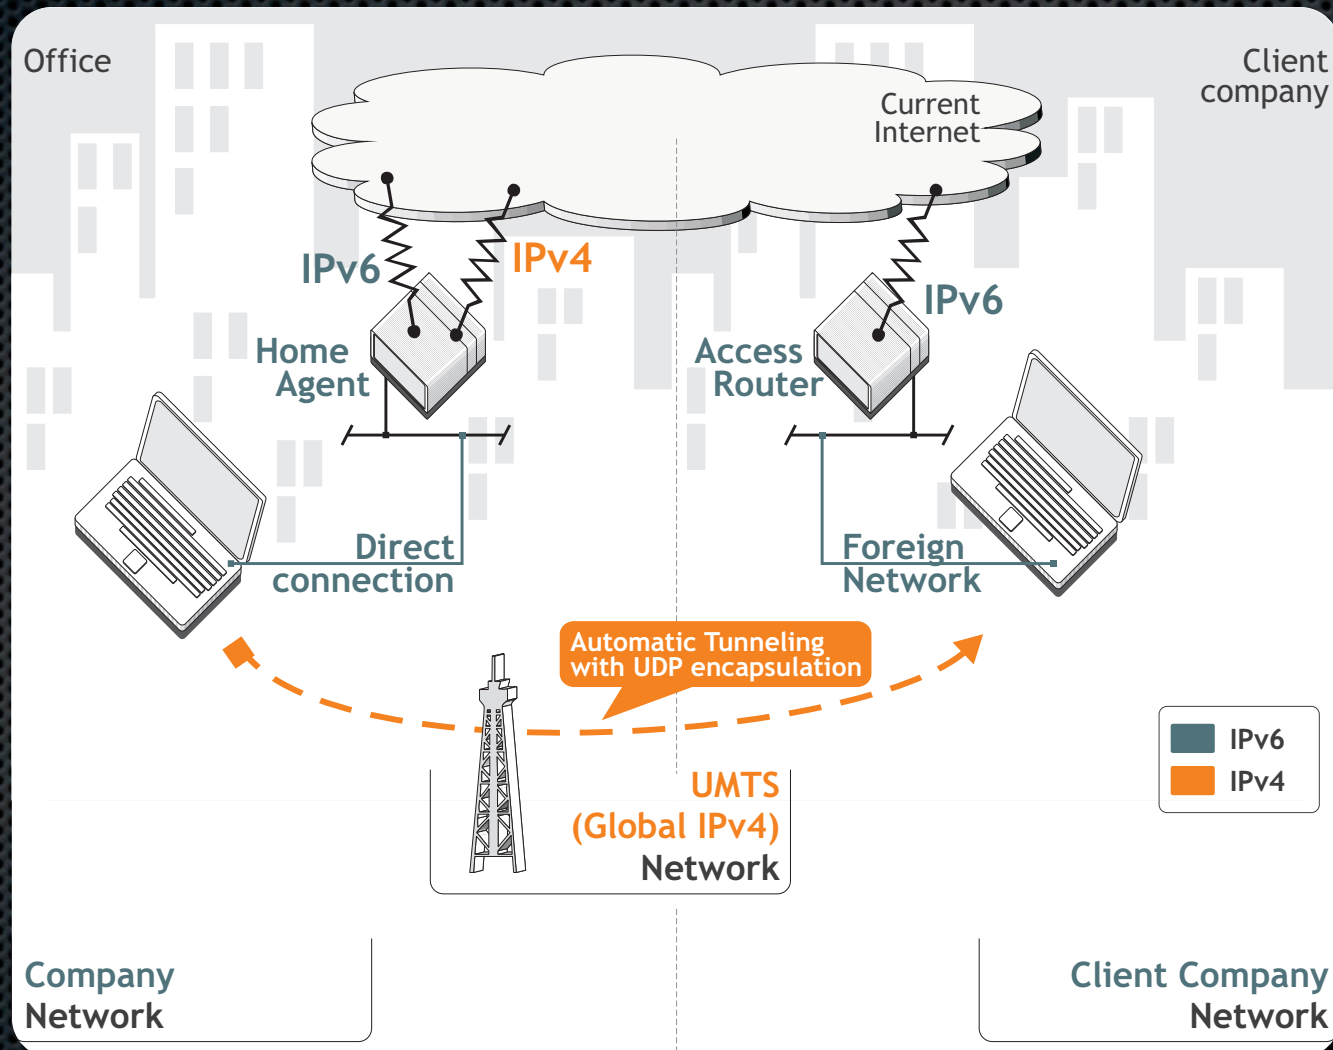 Office
Client
company
Current
Internet
IPv6
IPv4
IPv6
Home
Agent
Access
Router
Direct
connection
Foreign
Network
Automatic Tunneling
with UDP encapsulation
IPv6
IPv4
UMTS
(Global IPv4)
Network
Company
Network
Client Company
Network